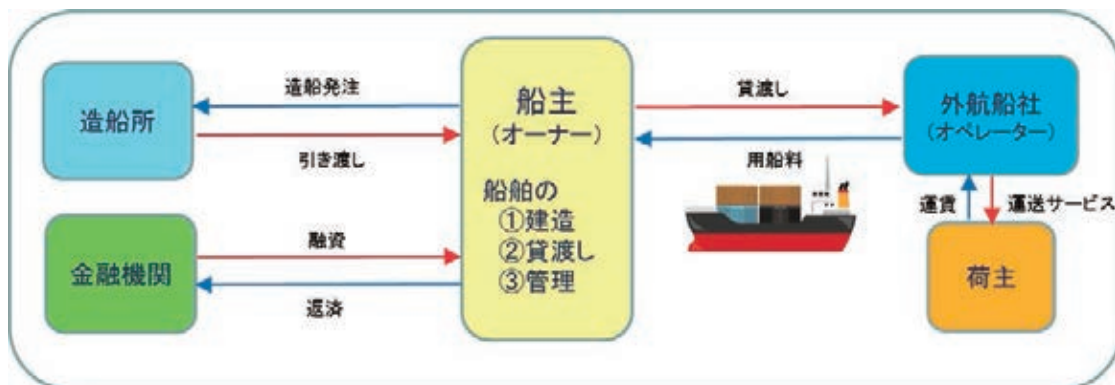 造船所
造船発注
引き渡し
金融機関
融資
返済
船主
(オーナー)
船舶の
①建造
②貸渡し
③管理
貸渡し
用船料
外航船社
(オペレーター)
運賃
運送サービス
荷主